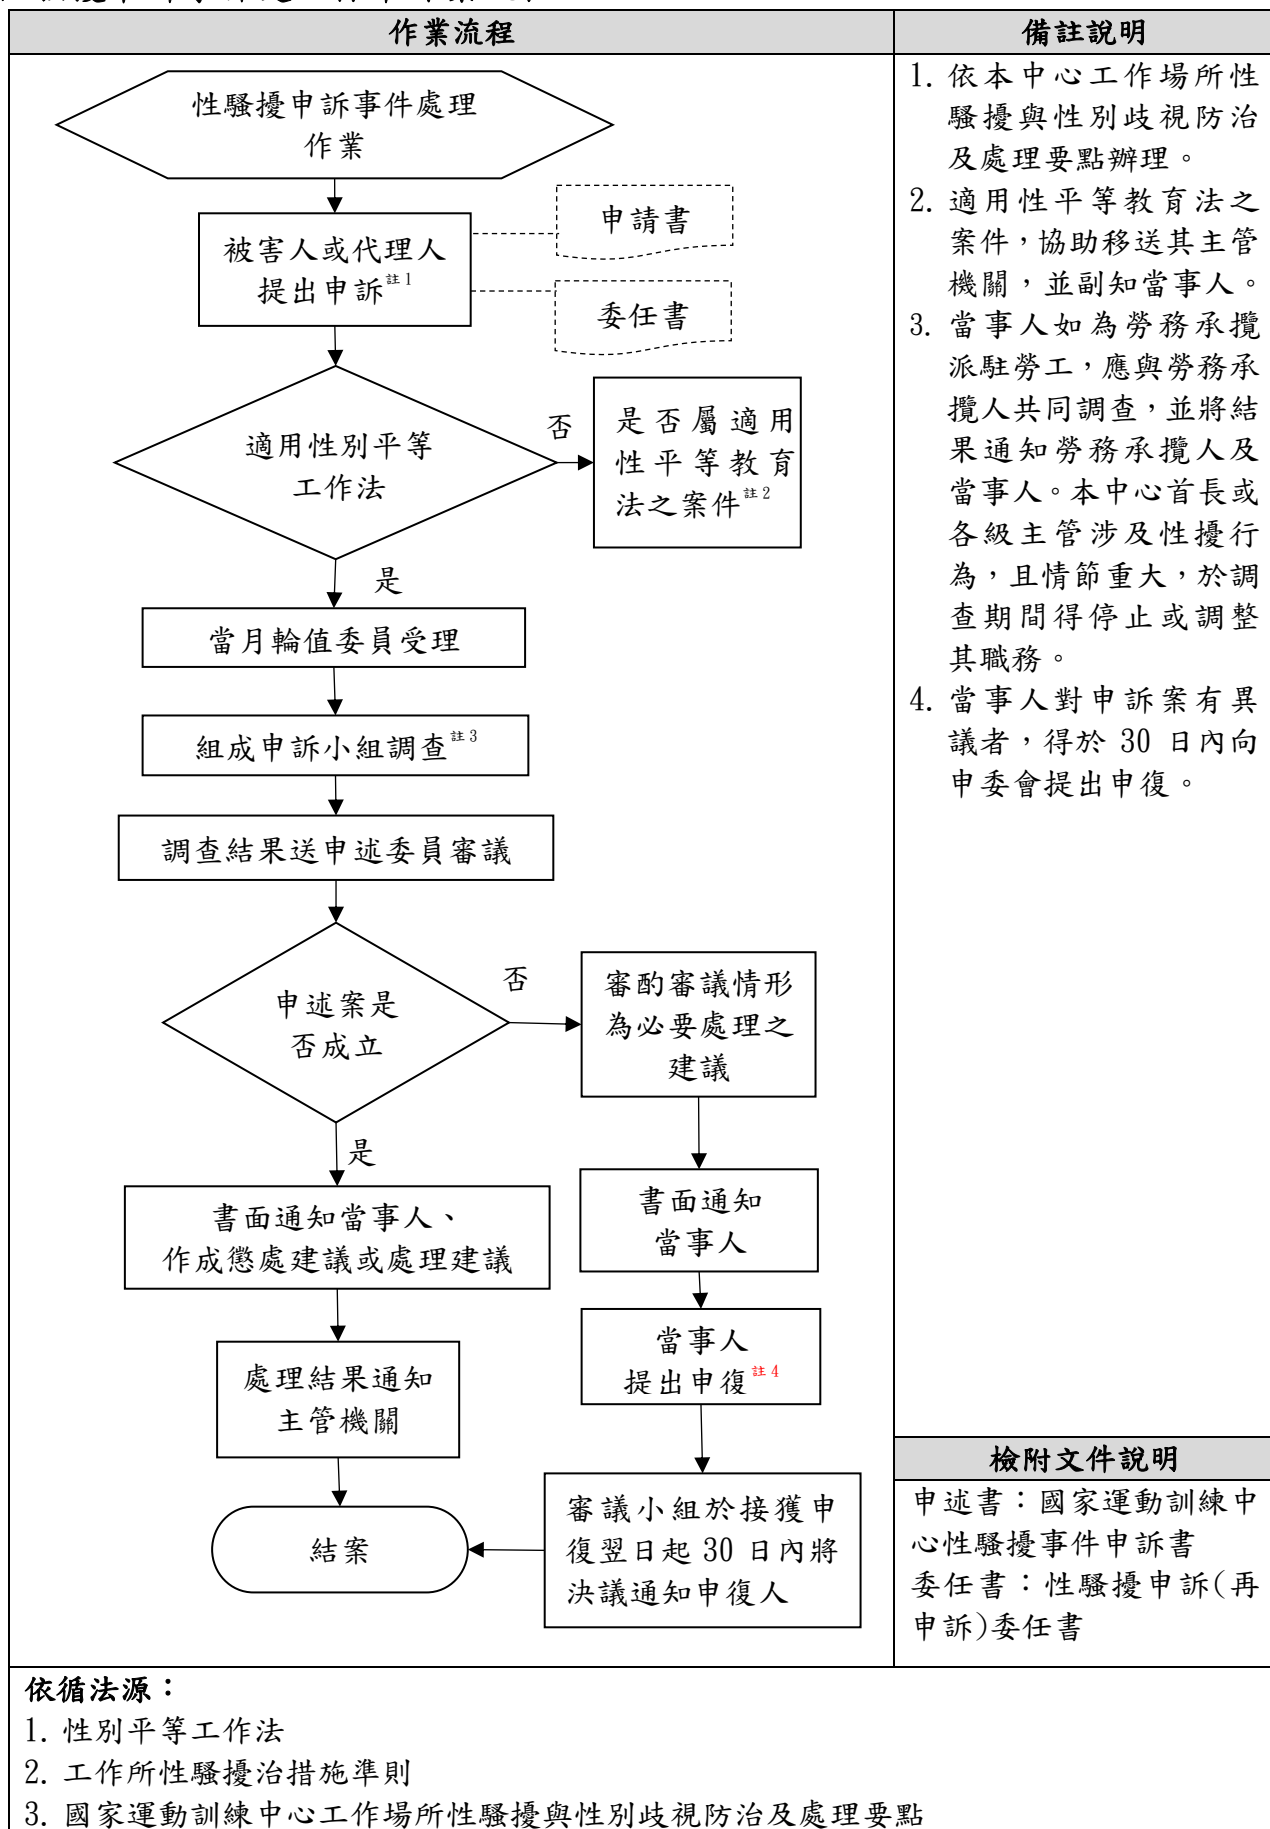 作業流程
備註說明
性騷擾申訴事件處理
作業
申請書
被害人或代理人
提出申訴註1
委任書
適用性別平等
工作法
否
是否屬適用
性平等教育
法之案件註2
是
當月輪值委員受理
組成申訴小組調查註3
調查結果送申述委員審議
申述案是
否成立
否
審酌審議情形
為必要處理之
建議
是
書面通知當事人、
作成懲處建議或處理建議
書面通知
當事人
當事人
提出申復註4
處理結果通知
主管機關
審議小組於接獲申
復翌日起 30 日內將
決議通知申復人
結案
1. 依本中心工作場所性
騷擾與性別歧視防治
及處理要點辦理。
2. 適用性平等教育法之
案件，協助移送其主管
機關，並副知當事人。
3. 當事人如為勞務承攬
派駐勞工，應與勞務承
攬人共同調查，並將結
果通知勞務承攬人及
當事人。本中心首長或
各級主管涉及性擾行
為，且情節重大，於調
查期間得停止或調整
其職務。
4. 當事人對申訴案有異
議者，得於 30 日內向
申委會提出申復。
檢附文件說明
申述書：國家運動訓練中
心性騷擾事件申訴書
委任書：性騷擾申訴(再
申訴)委任書
依循法源：
1. 性別平等工作法
2. 工作所性騷擾治措施準則
3. 國家運動訓練中心工作場所性騷擾與性別歧視防治及處理要點